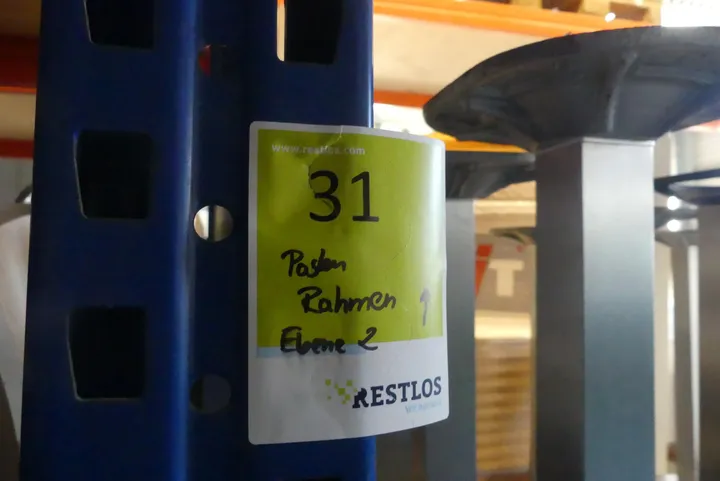 www.restlos.com
31
Posten
Rahmen ↑
Ebene 2
RESTLOS